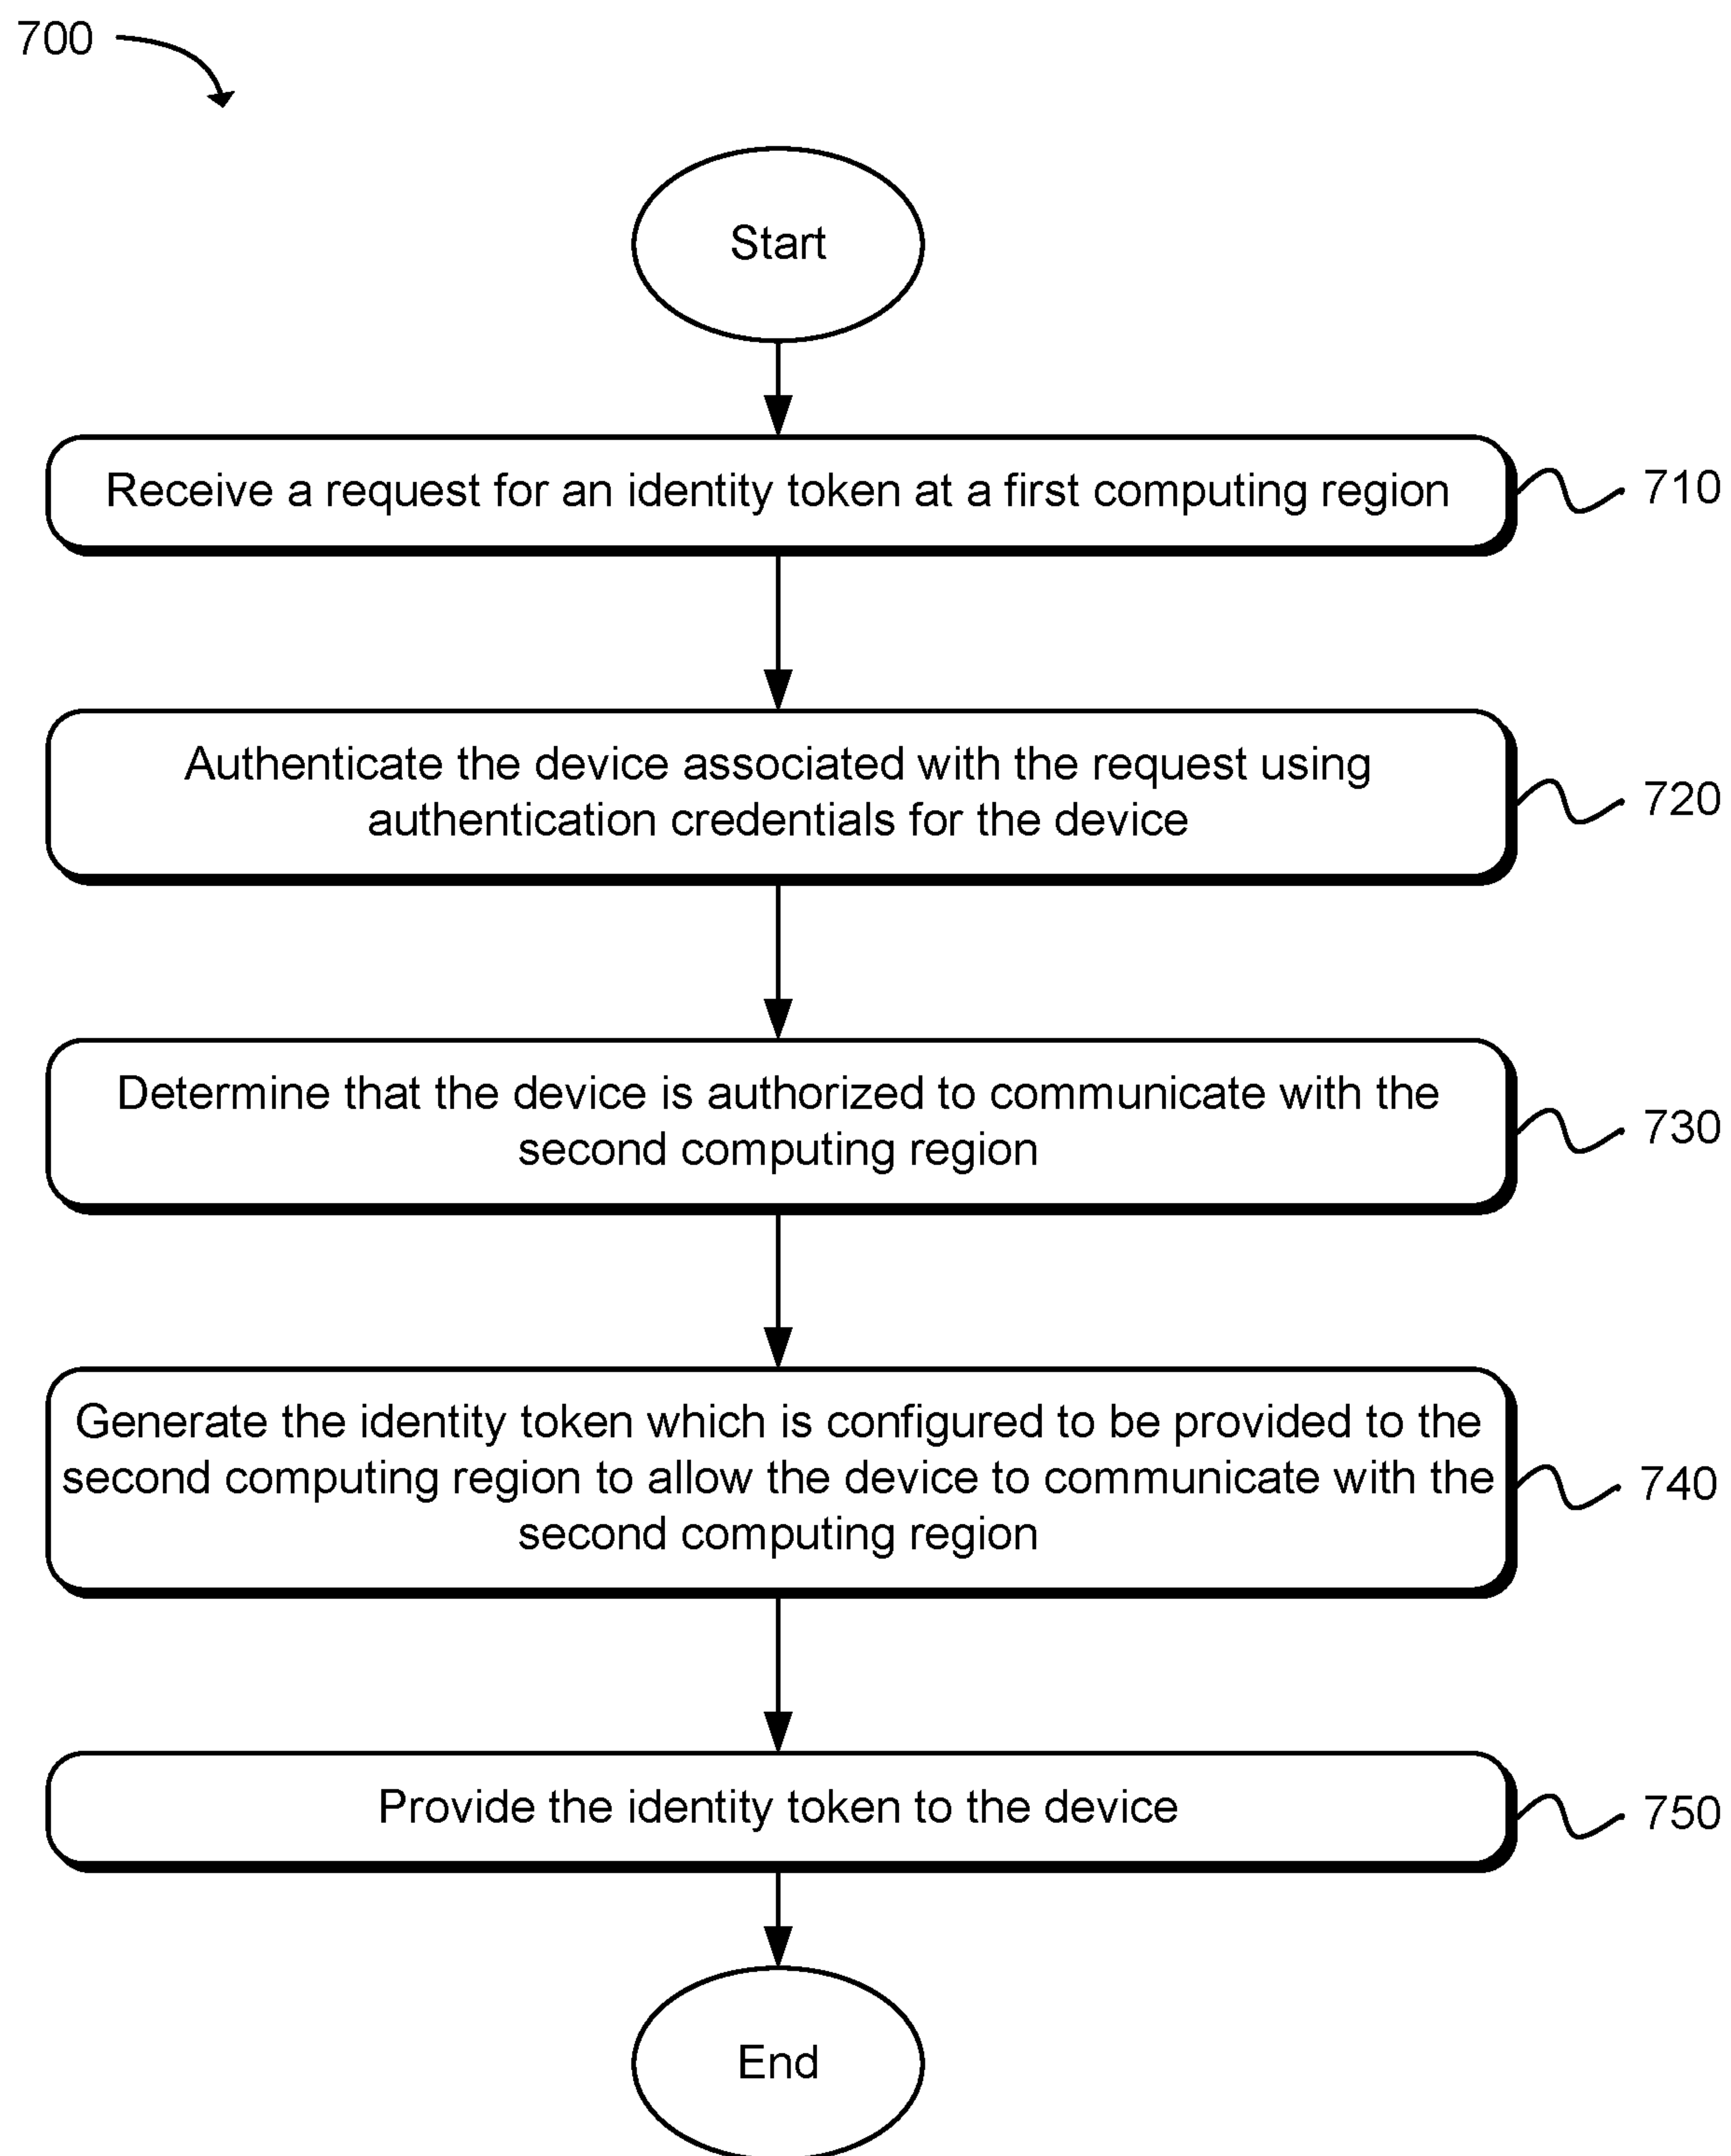 700
Start
Receive a request for an identity token at a first computing region
710
Authenticate the device associated with the request using
authentication credentials for the device
720
Determine that the device is authorized to communicate with the
second computing region
730
Generate the identity token which is configured to be provided to the
second computing region to allow the device to communicate with the
second computing region
740
Provide the identity token to the device
750
End